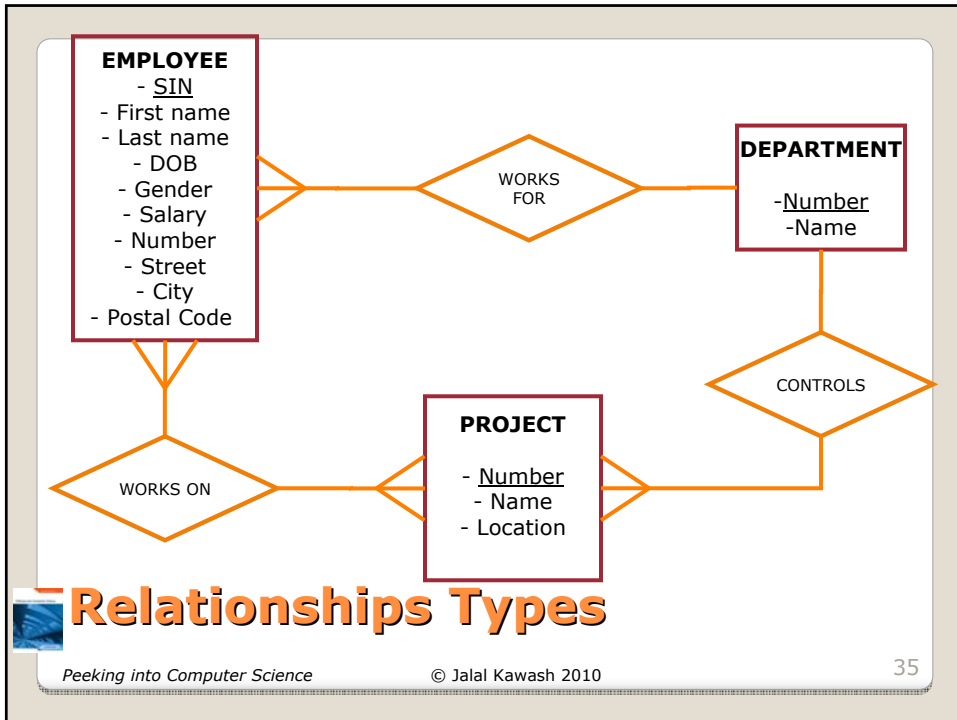 EMPLOYEE
- SIN
- First name
- Last name
- DOB
- Gender
- Salary
- Number
- Street
- City
- Postal Code
WORKS
FOR
DEPARTMENT
-Number
-Name
CONTROLS
PROJECT
- Number
- Name
- Location
WORKS ON
Relationships Types
Peeking into Computer Science
© Jalal Kawash 2010
35